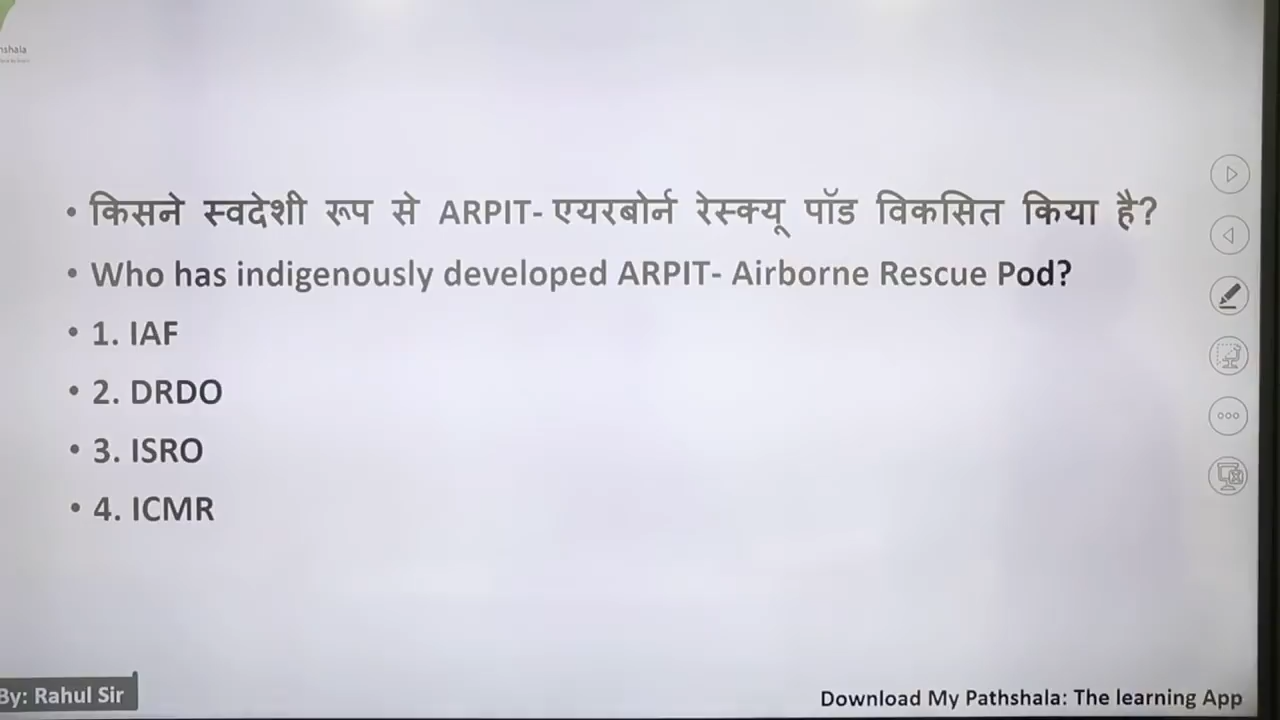 nshala
• किसने स्वदेशी रूप से ARPIT- एयरबोर्न रेस्क्यू पॉड विकसित किया है?
• Who has indigenously developed ARPIT- Airborne Rescue Pod?
• 1. IAF
• 2. DRDO
• 3. ISRO
• 4. ICMR
By: Rahul Sir
Download My Pathshala: The learning App